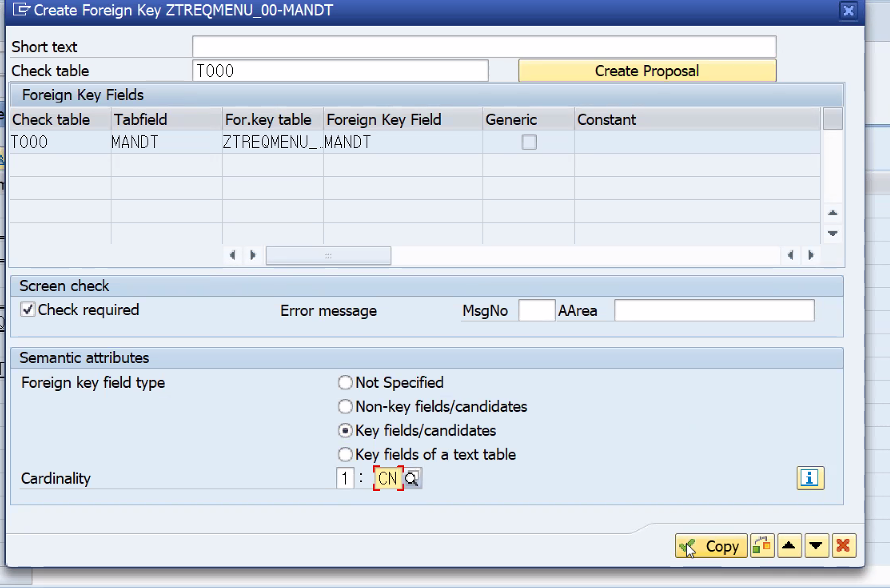 Create Foreign Key ZTREQMENU_00-MANDT
Short text
Check table T000 Create Proposal
Foreign Key Fields
Check table Tabfield For.key table Foreign Key Field Generic Constant
T000 MANDT ZTREQMENU_.. MANDT
Screen check
Check required Error message MsgNo AArea
Semantic attributes
Foreign key field type Not Specified
Non-key fields/candidates
Key fields/candidates
Key fields of a text table
Cardinality 1 : CN
Copy